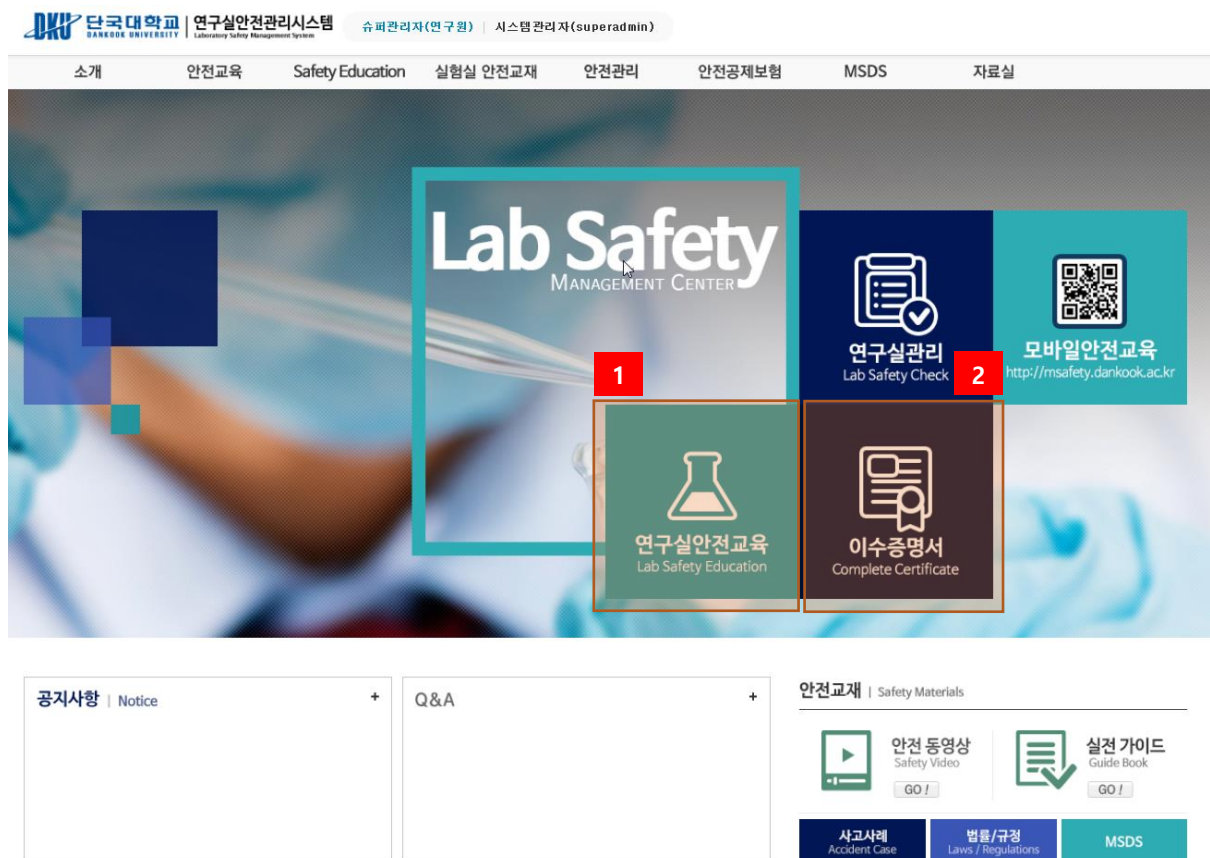 DKU 단국대학교 DANKOOK UNIVERSITY 연구실안전관리시스템 Laboratory Safety Management System 슈퍼관리자(연구원) | 시스템관리자(superadmin)
소개 안전교육 Safety Education 실험실 안전교재 안전관리 안전공제보험 MSDS 자료실
Lab Safety
MANAGEMENT CENTER
연구실관리
Lab Safety Check
모바일안전교육
http://msafety.dankook.ac.kr
1
2
연구실안전교육
Lab Safety Education
이수증명서
Complete Certificate
공지사항 | Notice +
Q&A +
안전교재 | Safety Materials
안전 동영상
Safety Video
GO !
실전 가이드
Guide Book
GO !
사고사례
Accident Case
법률/규정
Laws / Regulations
MSDS